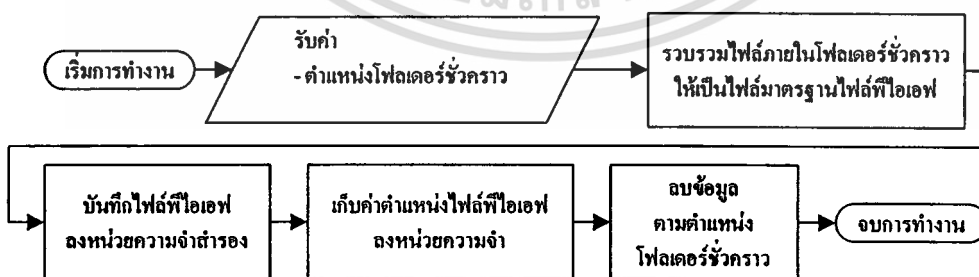 รับค่า
เริ่มการทำงาน
- ตำแหน่งโฟลเดอร์ชั่วคราว
รวบรวมไฟล์ภายในโฟลเดอร์ชั่วคราว
ให้เป็นไฟล์มาตรฐานไฟล์พีไอเอฟ
บันทึกไฟล์พีไอเอฟ
ลงหน่วยความจำสำรอง
เก็บค่าตำแหน่งไฟล์พีไอเอฟ
ลงหน่วยความจำ
ลบข้อมูล
ตามตำแหน่ง
โฟลเดอร์ชั่วคราว
จบการทำงาน